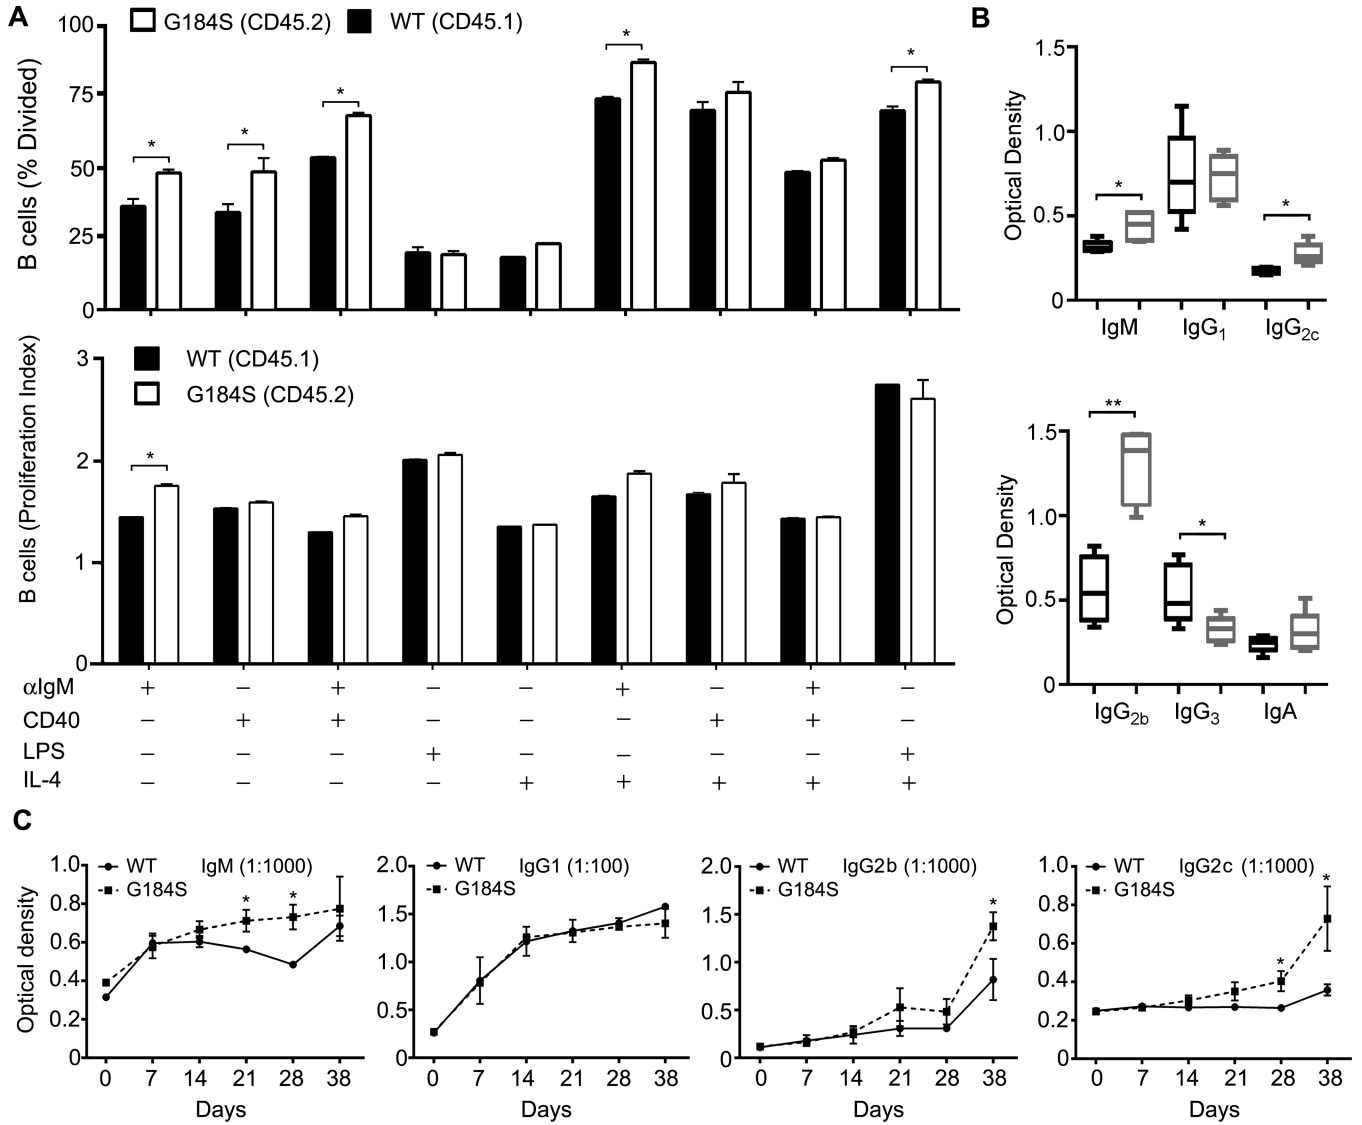 A
G184S (CD45.2) WT (CD45.1)
B cells (% Divided)
100
75
50
25
0
* * * * *
B cells (Proliferation Index)
WT (CD45.1)
G184S (CD45.2)
3
2
1
0
*
αIgM + − + − − + − + −
CD40 − + + − − − + + −
LPS − − − + − − − − +
IL-4 − − − − + + + + +
B
Optical Density
1.5
1.0
0.5
0
* *
IgM IgG1 IgG2c
Optical Density
1.5
1.0
0.5
0
** *
IgG2b IgG3 IgA
C
Optical density
WT IgM (1:1000)
G184S
1.0
0.8
0.6
0.4
0.2
0
* *
0 7 14 21 28 38
Days
WT IgG1 (1:100)
G184S
2.0
1.5
1.0
0.5
0
0 7 14 21 28 38
Days
WT IgG2b (1:1000)
G184S
2.0
1.5
1.0
0.5
0
*
0 7 14 21 28 38
Days
WT IgG2c (1:1000)
G184S
1.0
0.8
0.6
0.4
0.2
0
* *
0 7 14 21 28 38
Days